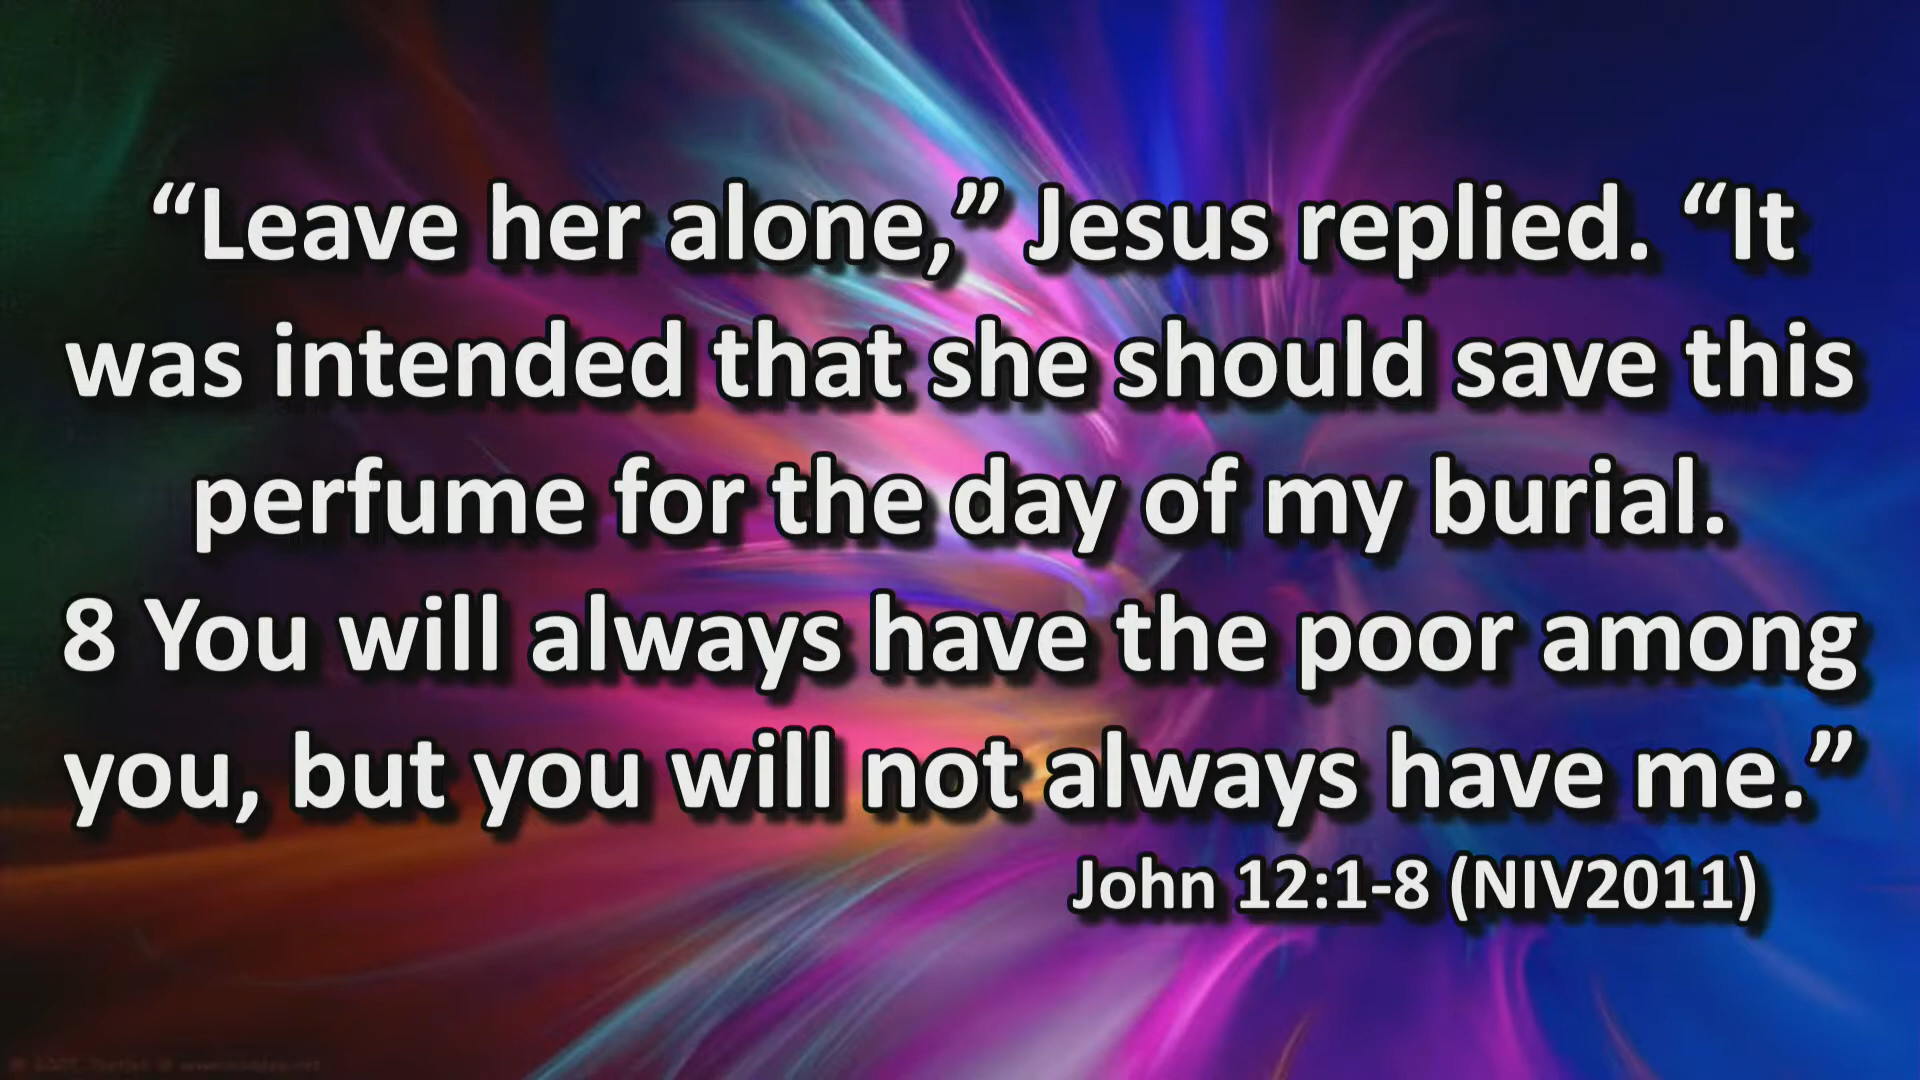 “Leave her alone,” Jesus replied. “It
was intended that she should save this
perfume for the day of my burial.
8 You will always have the poor among
you, but you will not always have me.”
John 12:1-8 (NIV2011)